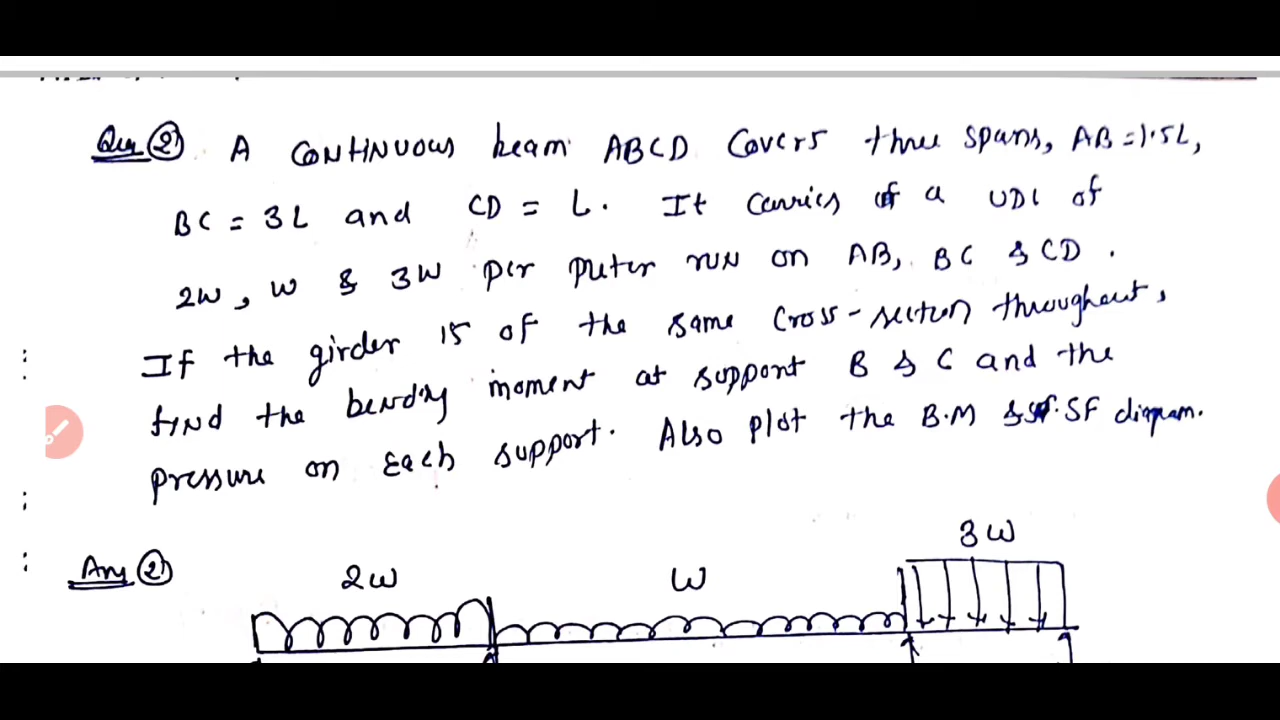 Que ② A CONTINUOUS beam ABCD Covers three spans, AB = 1.5L,
BC = 3L and CD = L. It carries of a UDL of
2w, w & 3w per meter run on AB, BC & CD.
If the girder is of the same cross-section throughout,
find the bending moment at support B & C and the
pressure on each support. Also plot the B.M & SF diagram.
Ans ②
2w
w
3w